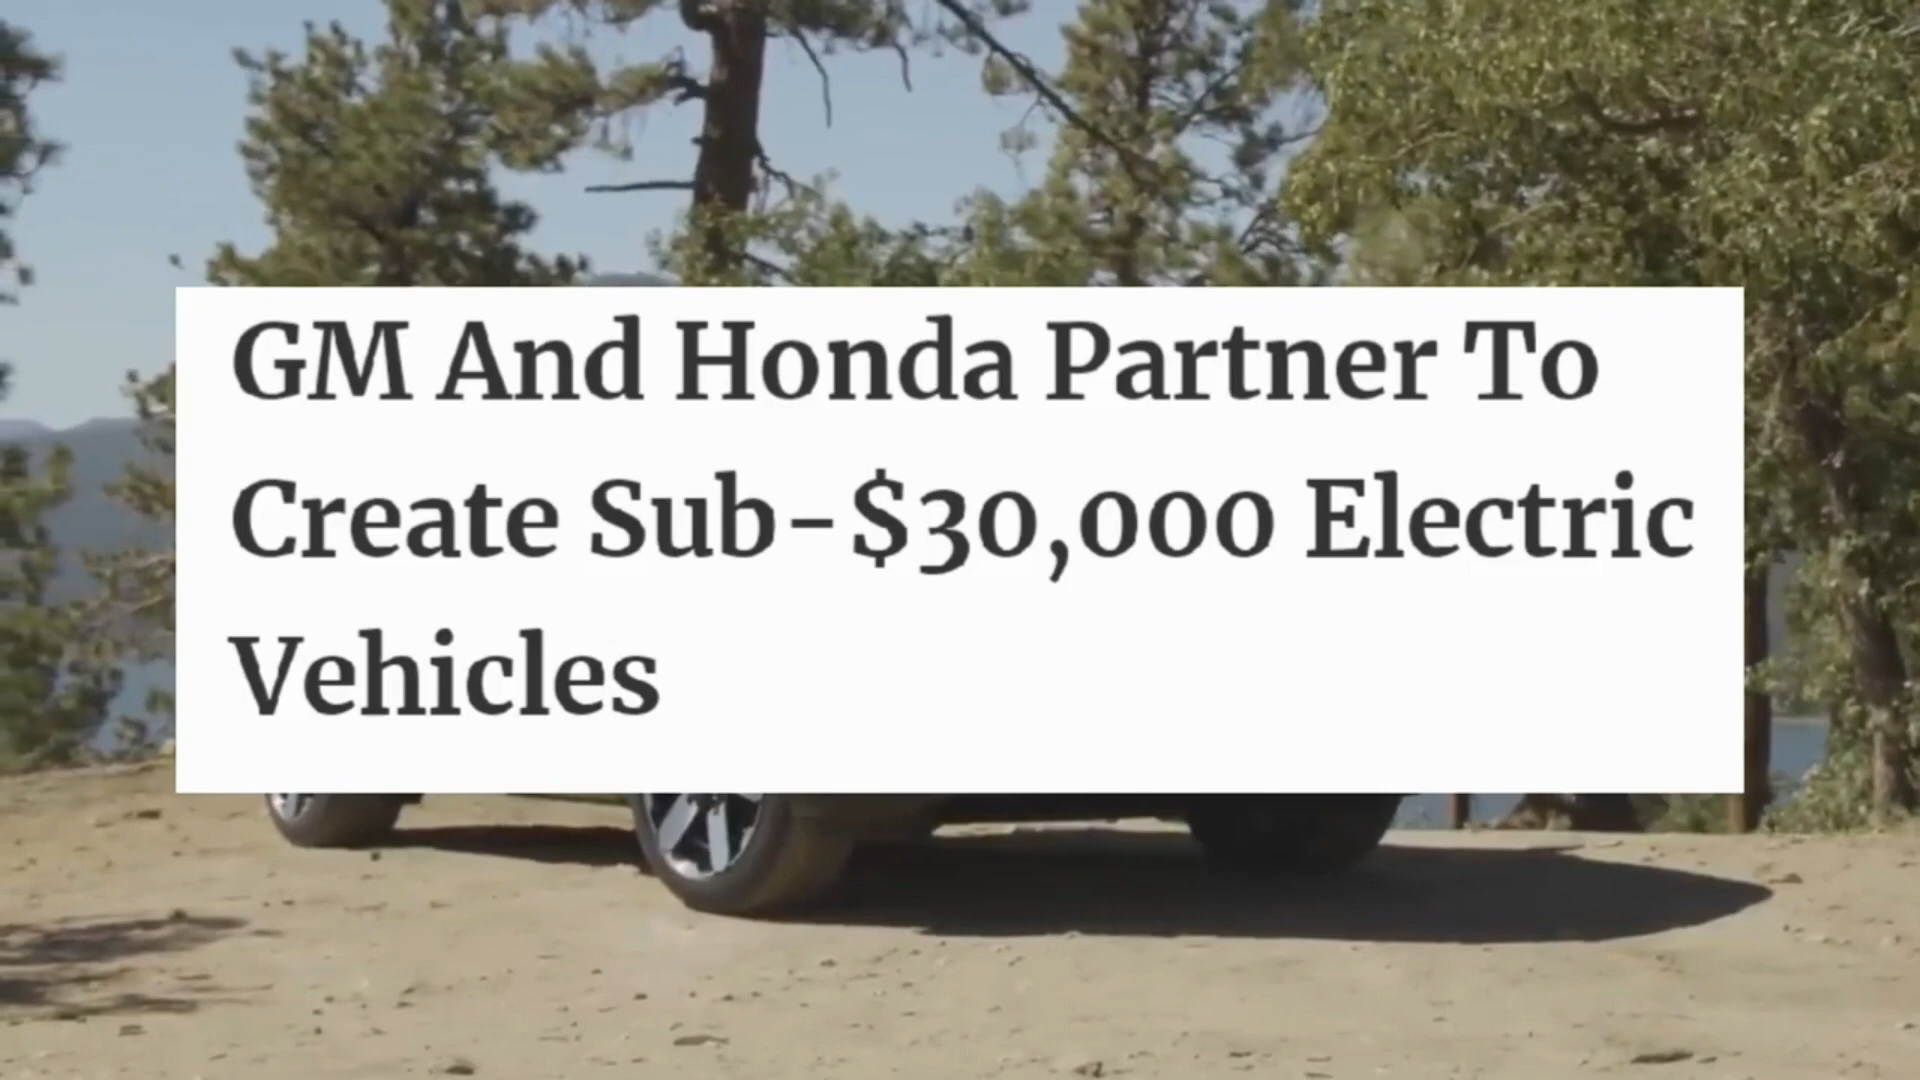 GM And Honda Partner To
Create Sub-$30,000 Electric
Vehicles